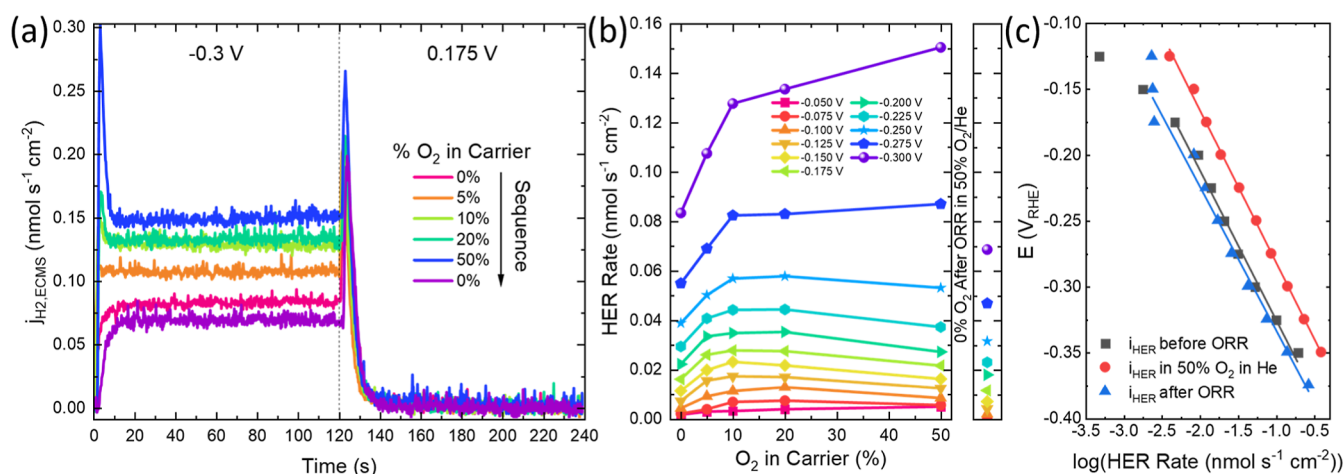 (a)
-0.3 V
0.175 V
% O2 in Carrier
0%
5%
10%
20%
50%
0%
Sequence
jH2,ECMS (nmol s-1 cm-2)
0.30
0.25
0.20
0.15
0.10
0.05
0.00
0 20 40 60 80 100 120 140 160 180 200 220 240
Time (s)
(b)
HER Rate (nmol s-1 cm-2)
0.16
0.14
0.12
0.10
0.08
0.06
0.04
0.02
0.00
-0.050 V
-0.075 V
-0.100 V
-0.125 V
-0.150 V
-0.175 V
-0.200 V
-0.225 V
-0.250 V
-0.275 V
-0.300 V
0 10 20 30 40 50
O2 in Carrier (%)
0% O2 After ORR in 50% O2/He
(c)
E (VRHE)
-0.10
-0.15
-0.20
-0.25
-0.30
-0.35
-0.40
iHER before ORR
iHER in 50% O2 in He
iHER after ORR
-3.5 -3.0 -2.5 -2.0 -1.5 -1.0 -0.5
log(HER Rate (nmol s-1 cm-2))